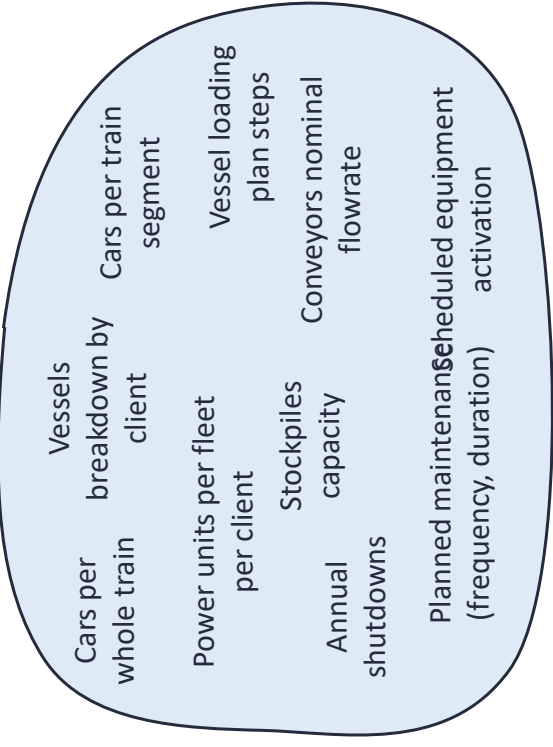 Cars per
whole train
Vessels
breakdown by
client
Cars per train
segment
Power units per fleet
per client
Vessel loading
plan steps
Stockpiles
capacity
Conveyors nominal
flowrate
Annual
shutdowns
Planned maintenance
(frequency, duration)
Scheduled equipment
activation